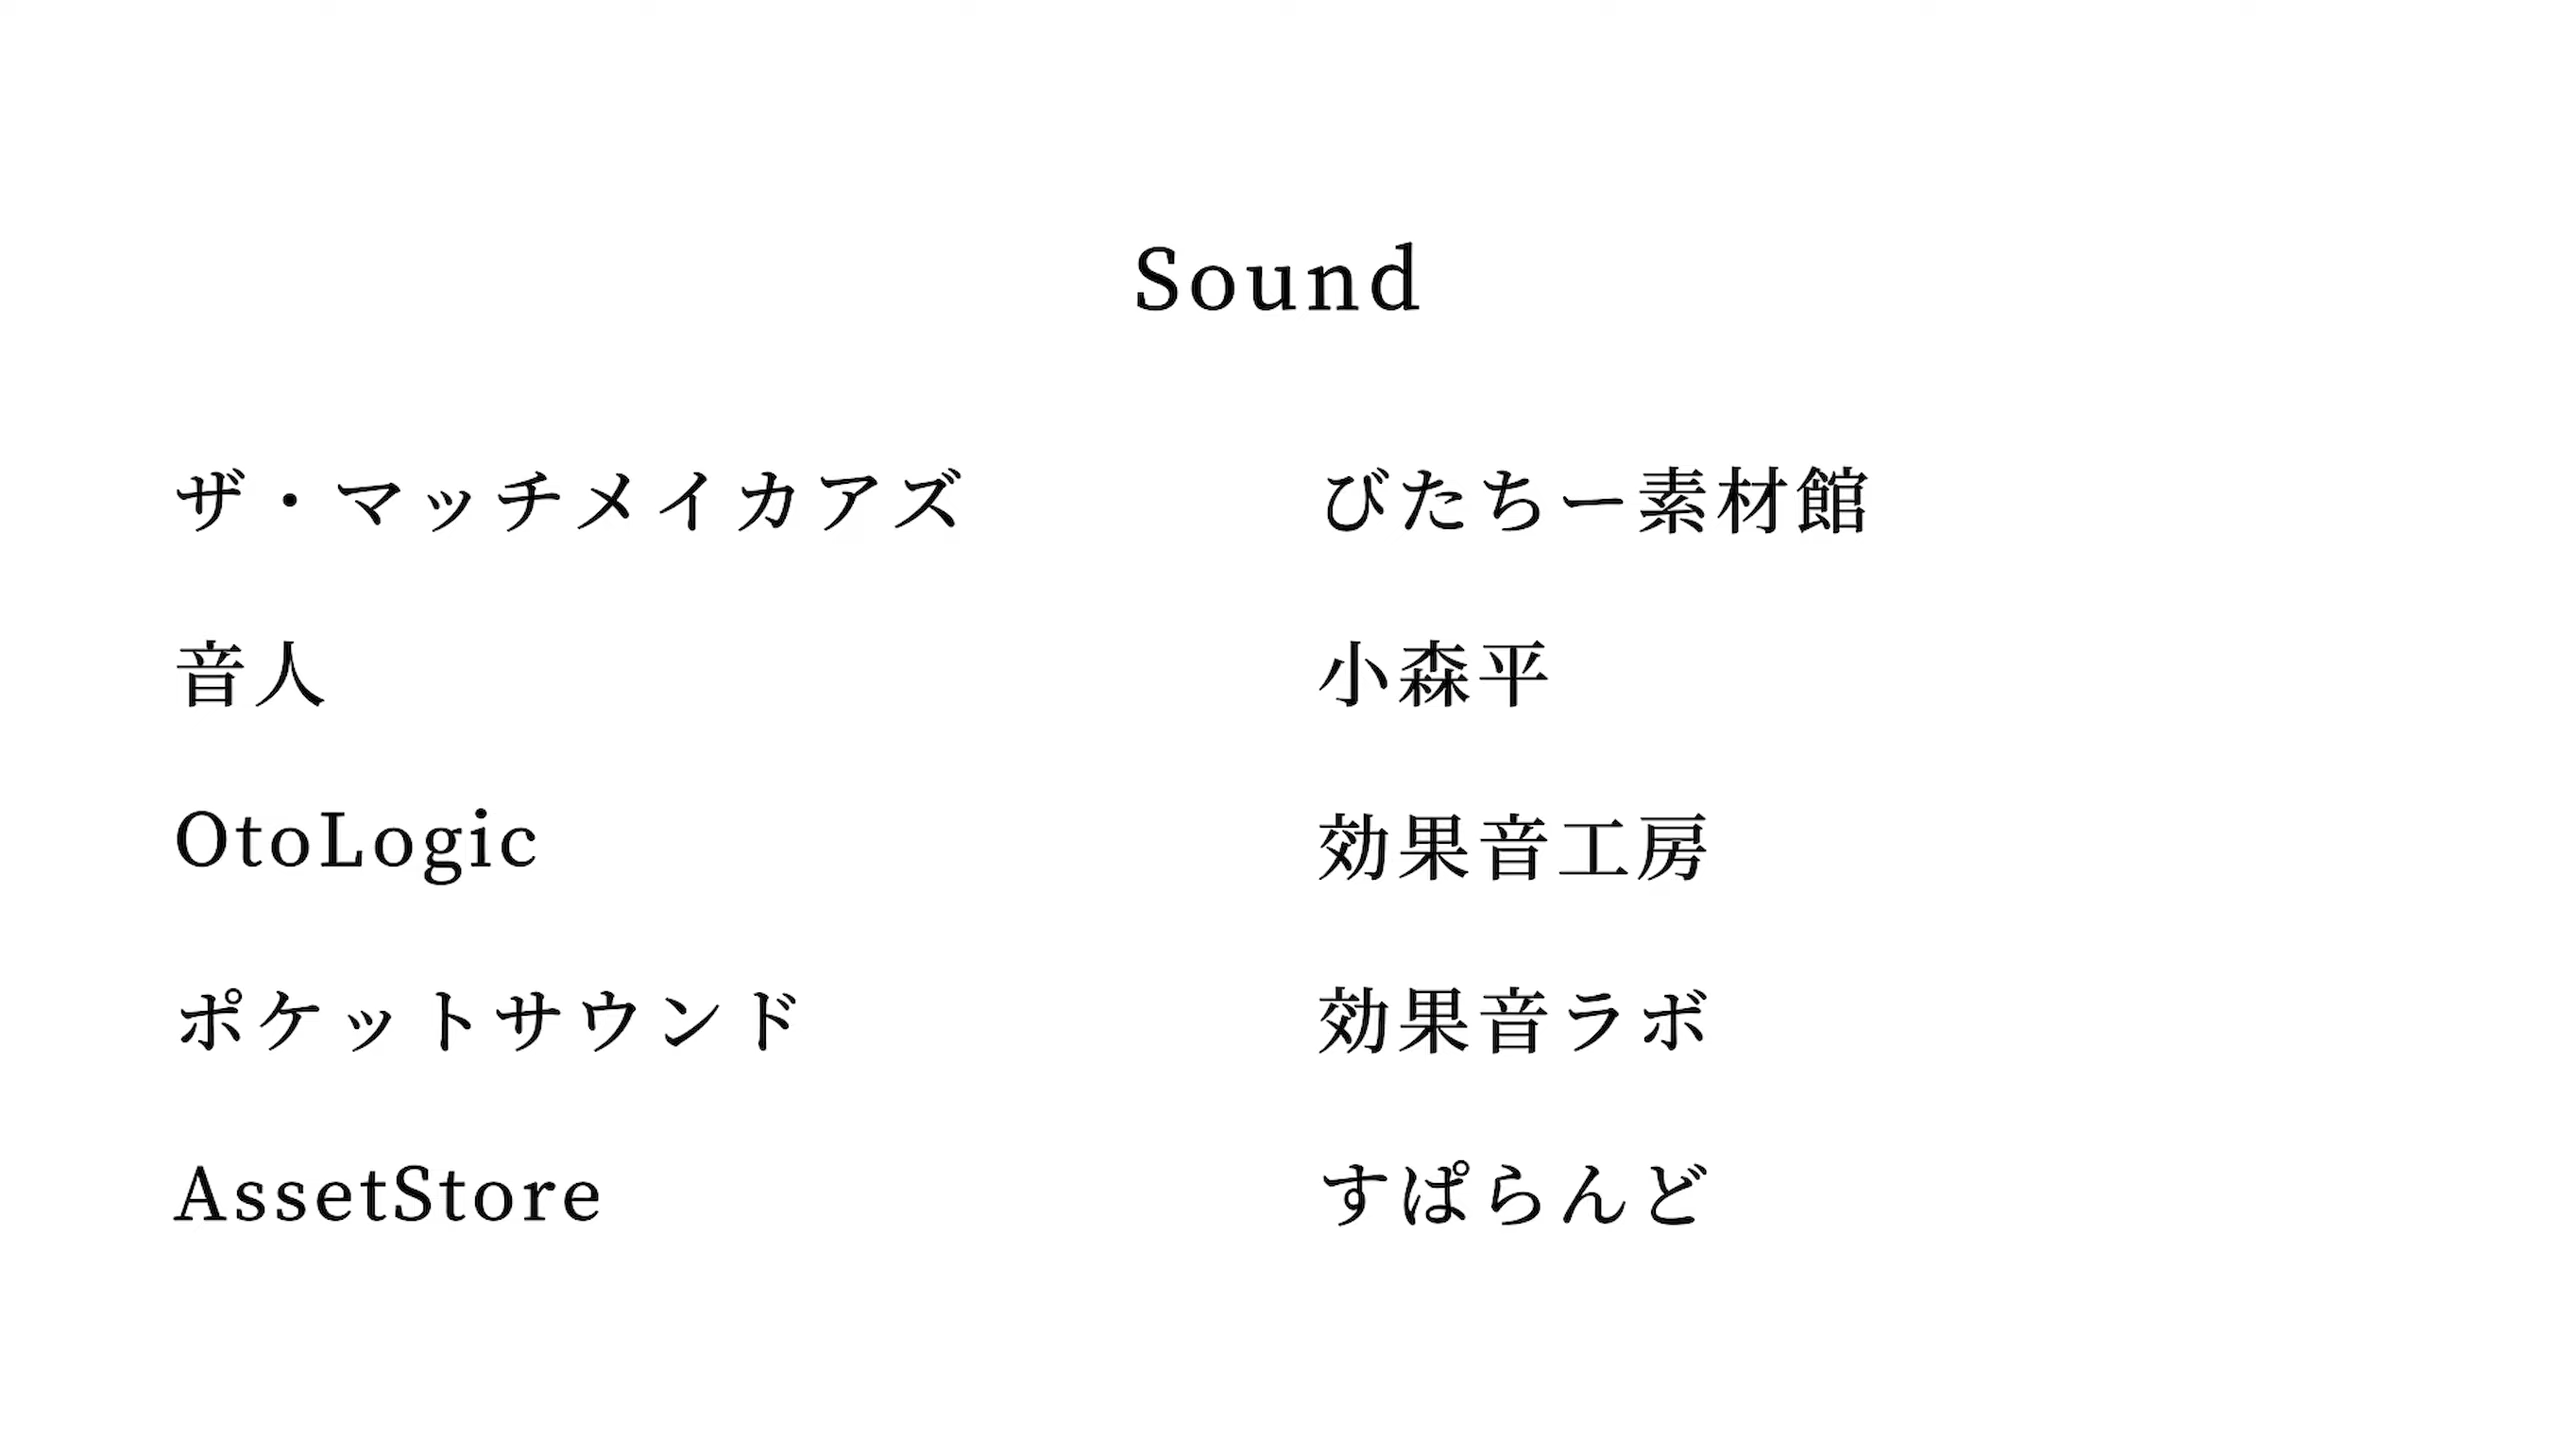 Sound
ザ・マッチメイカアズ
びたちー素材館
音人
小森平
OtoLogic
効果音工房
ポケットサウンド
効果音ラボ
AssetStore
すぱらんど